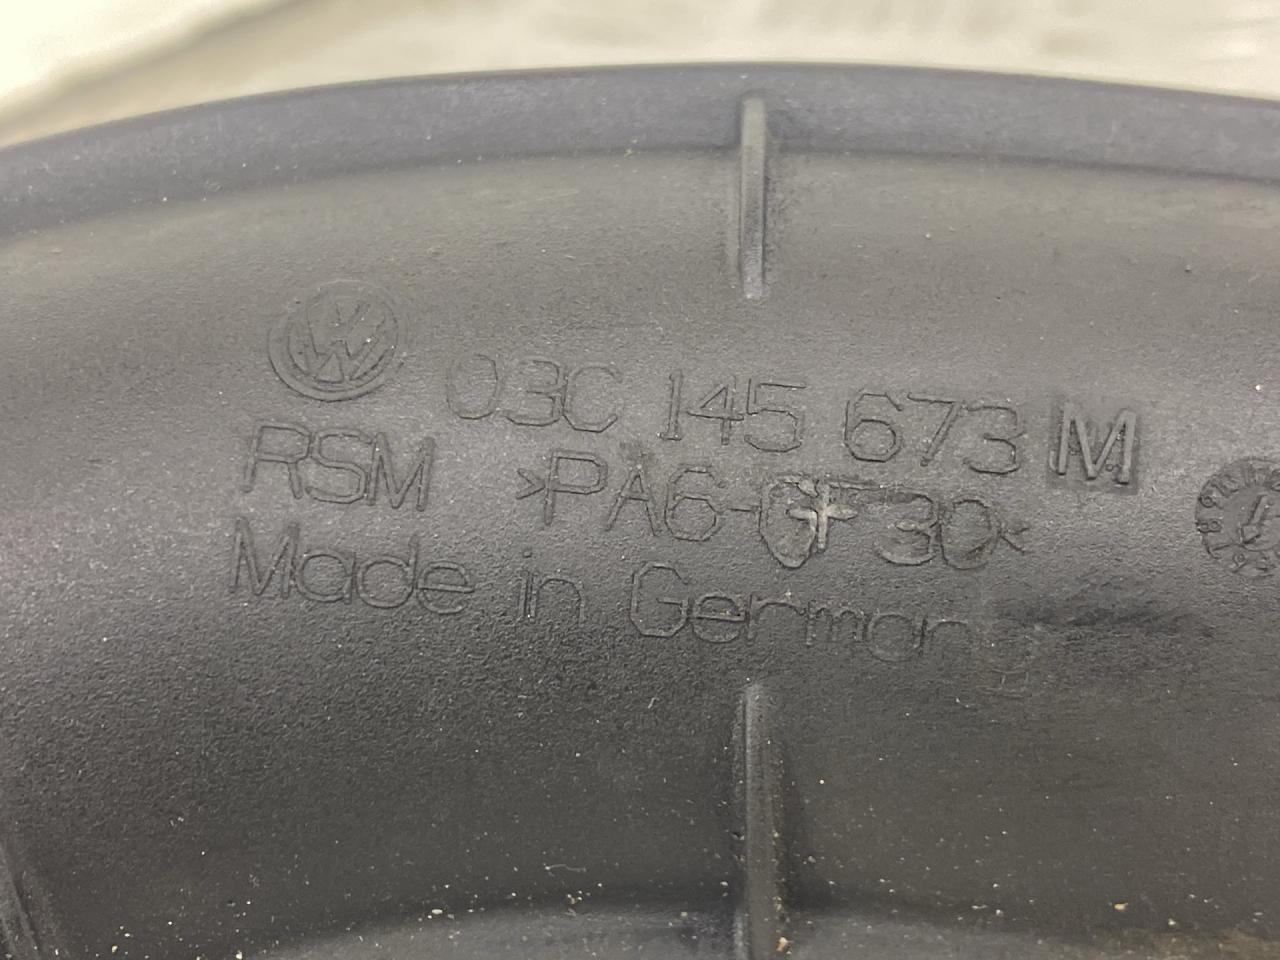 03C 145 673 M
RSM >PA6-GF30<
Made in Germany